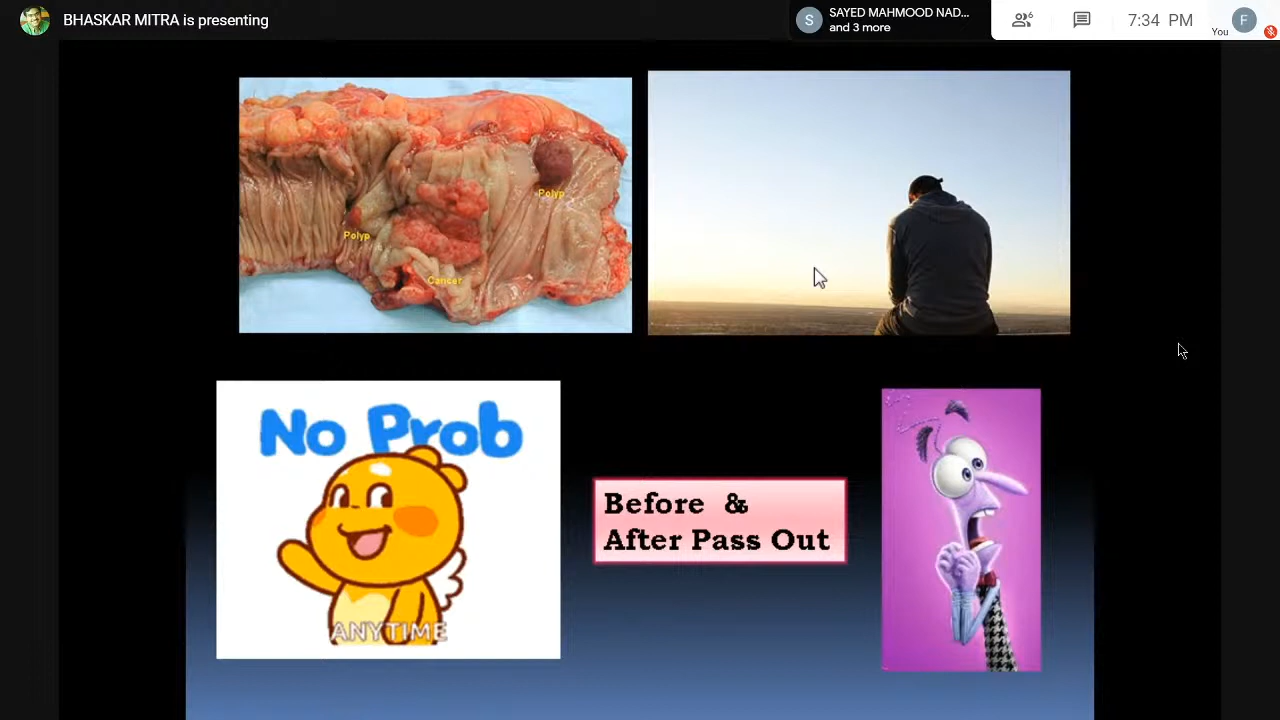 BHASKAR MITRA is presenting
S
SAYED MAHMOOD NAD...
and 3 more
6
7:34 PM
You
F
Polyp
Polyp
Cancer
No Prob
ANYTIME
Before &
After Pass Out